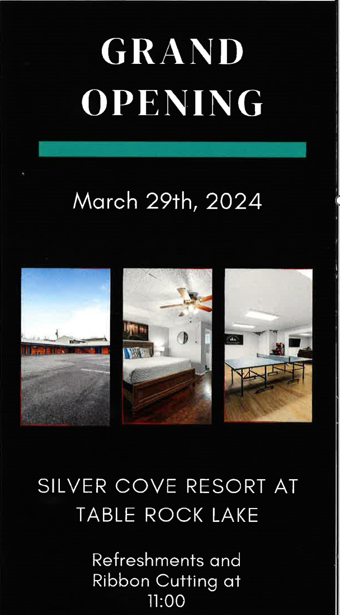 GRAND
OPENING
March 29th, 2024
SILVER COVE RESORT AT
TABLE ROCK LAKE
Refreshments and
Ribbon Cutting at
11:00